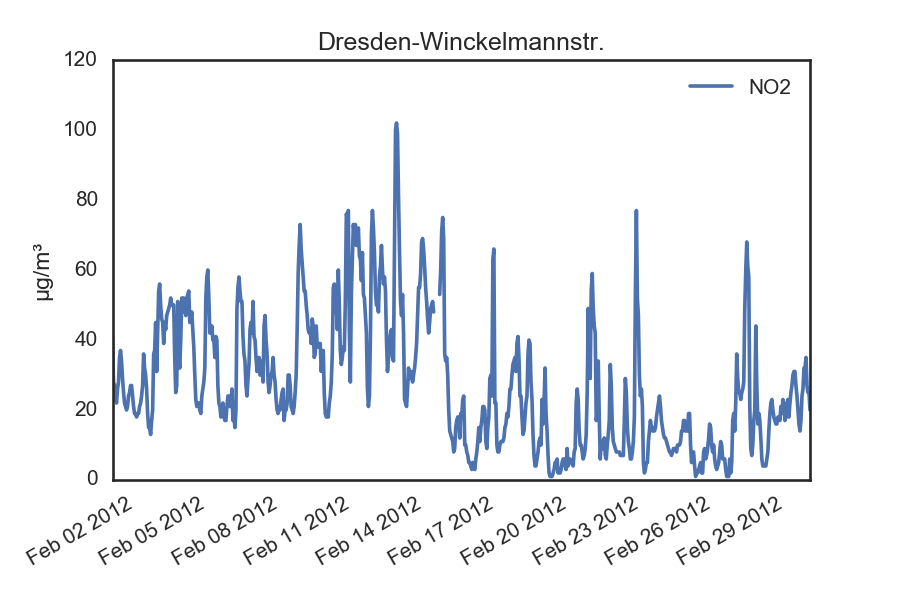 Dresden-Winckelmannstr.
NO2
µg/m³
120
100
80
60
40
20
0
Feb 02 2012
Feb 05 2012
Feb 08 2012
Feb 11 2012
Feb 14 2012
Feb 17 2012
Feb 20 2012
Feb 23 2012
Feb 26 2012
Feb 29 2012